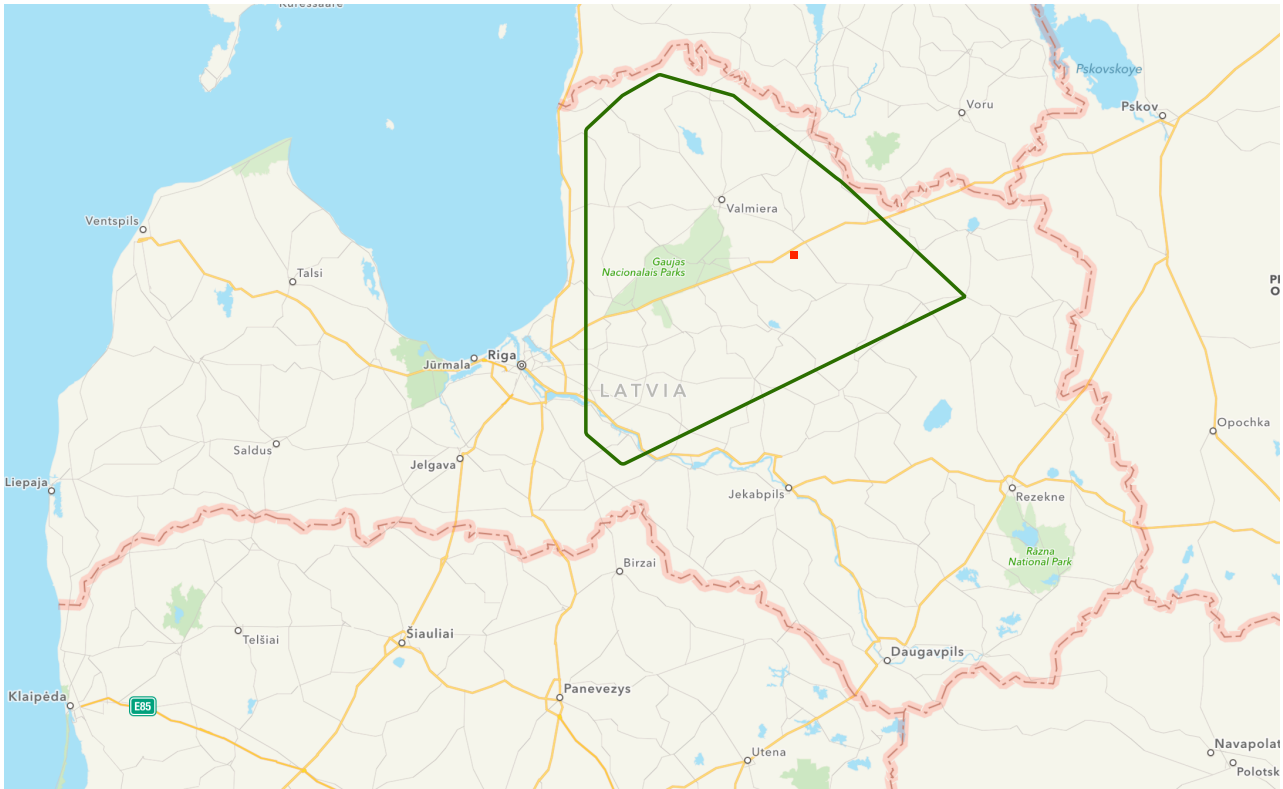 Pskovskoye
Voru
Pskov
Valmiera
Ventspils
Gaujas
Nacionalais Parks
Talsi
Riga
Jūrmala
LATVIA
Opochka
Saldus
Jelgava
Liepaja
Jekabpils
Rezekne
Rāzna
National Park
Birzai
Telšiai
Šiauliai
Daugavpils
Klaipėda
E85
Panevezys
Utena
Navapolat
Polotsk